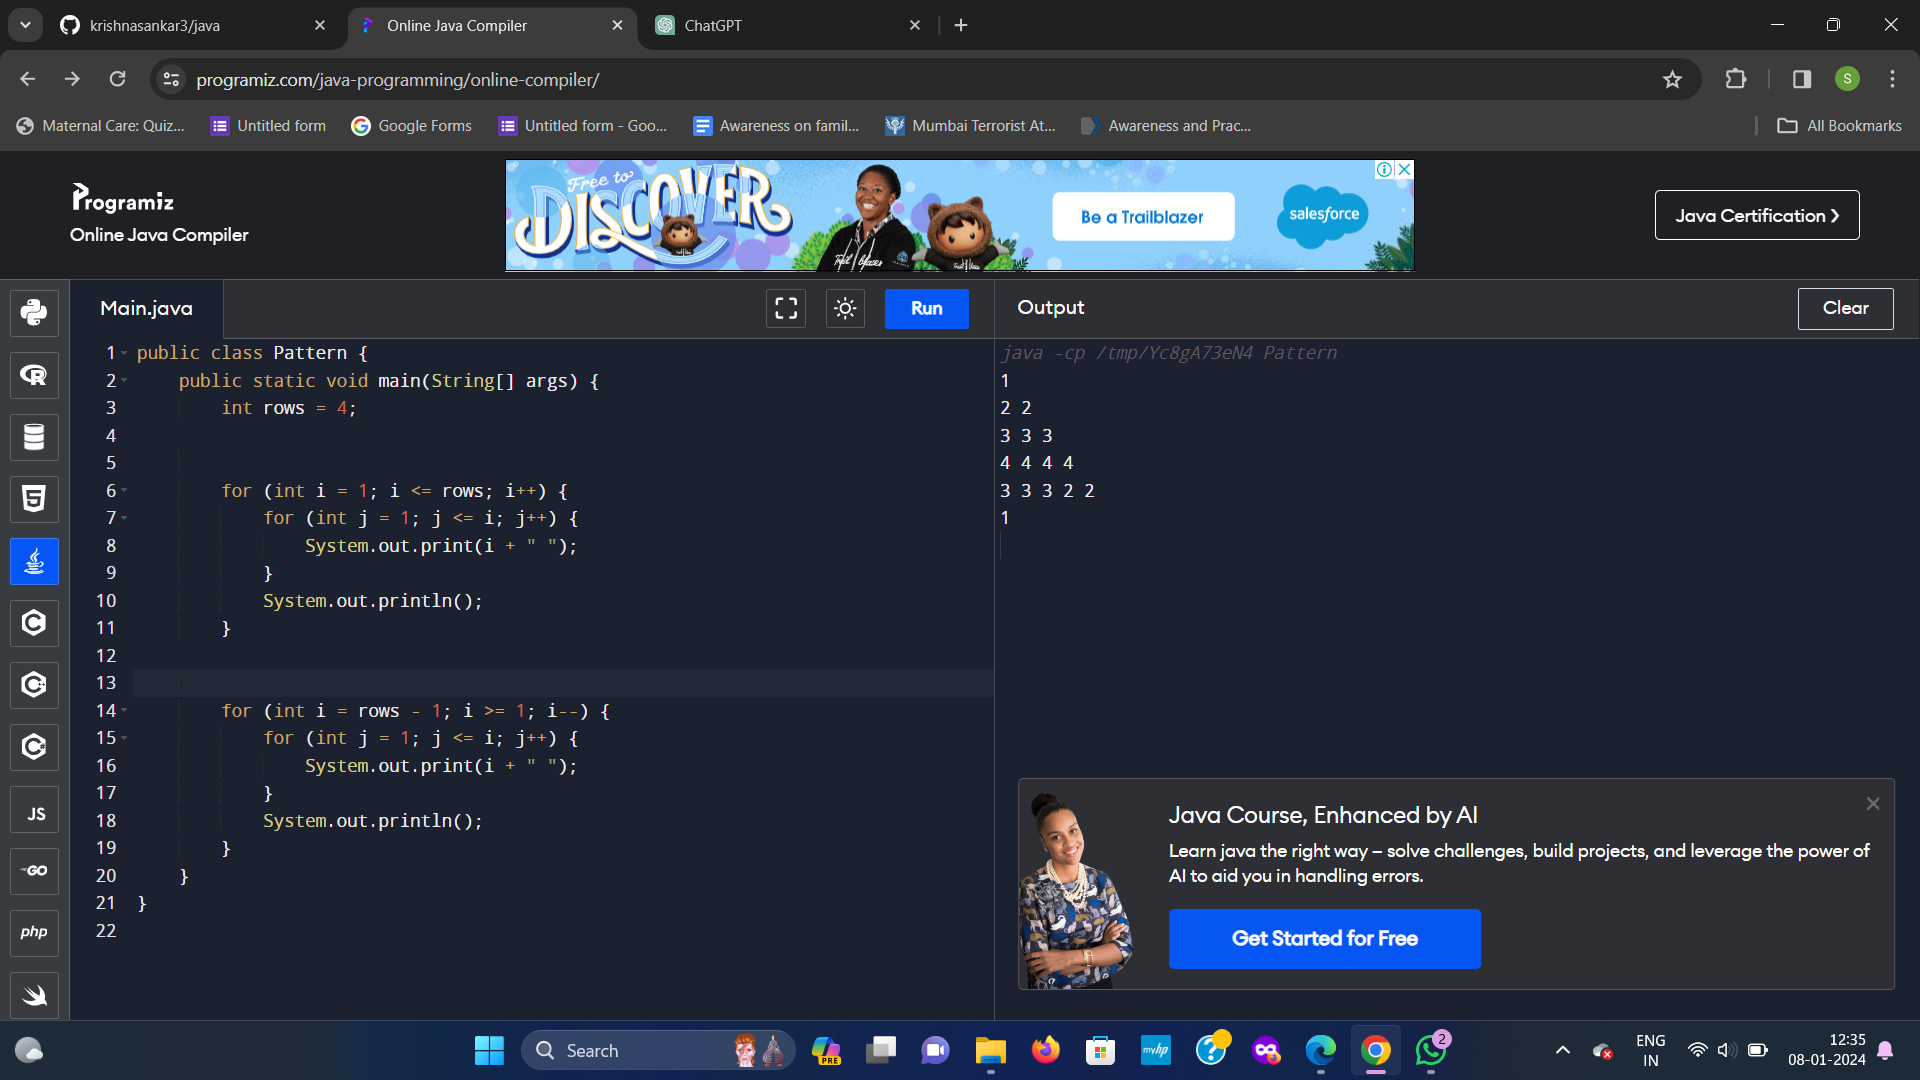 krishnasankar3/java
Online Java Compiler
ChatGPT
programiz.com/java-programming/online-compiler/
S
Maternal Care: Quiz...
Untitled form
Google Forms
Untitled form - Goo...
Awareness on famil...
Mumbai Terrorist At...
Awareness and Prac...
All Bookmarks
Programiz
Online Java Compiler
Free to
DISCOVER
Be a Trailblazer
salesforce
Java Certification ❯
Main.java
Run
Output
Clear
1 public class Pattern {
2     public static void main(String[] args) {
3         int rows = 4;
4
5
6         for (int i = 1; i <= rows; i++) {
7             for (int j = 1; j <= i; j++) {
8                 System.out.print(i + " ");
9             }
10             System.out.println();
11         }
12
13
14         for (int i = rows - 1; i >= 1; i--) {
15             for (int j = 1; j <= i; j++) {
16                 System.out.print(i + " ");
17             }
18             System.out.println();
19         }
20     }
21 }
22
java -cp /tmp/Yc8gA73eN4 Pattern
1
2 2
3 3 3
4 4 4 4
3 3 3 2 2
1
JS
GO
php
Java Course, Enhanced by AI
Learn java the right way – solve challenges, build projects, and leverage the power of
AI to aid you in handling errors.
Get Started for Free
Search
PRE
myhp
2
ENG
IN
12:35
08-01-2024